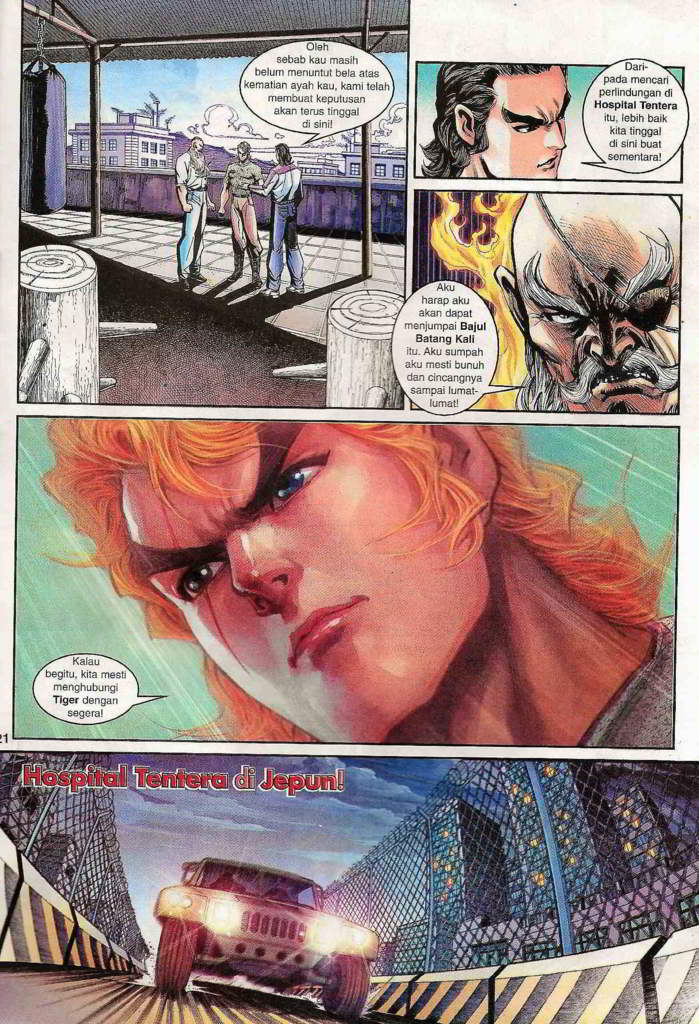 Oleh
sebab kau masih
belum menuntut bela atas
kematian ayah kau, kami telah
membuat keputusan
akan terus tinggal
di sini!
Dari-
pada mencari
perlindungan di
Hospital Tentera
itu, lebih baik
kita tinggal
di sini buat
sementara!
Aku
harap aku
akan dapat
menjumpai Bajul
Batang Kali
itu. Aku sumpah
aku mesti bunuh
dan cincangnya
sampai lumat-
lumat!
Kalau
begitu, kita mesti
menghubungi
Tiger dengan
segera!
21
Hospital Tentera di Jepun!